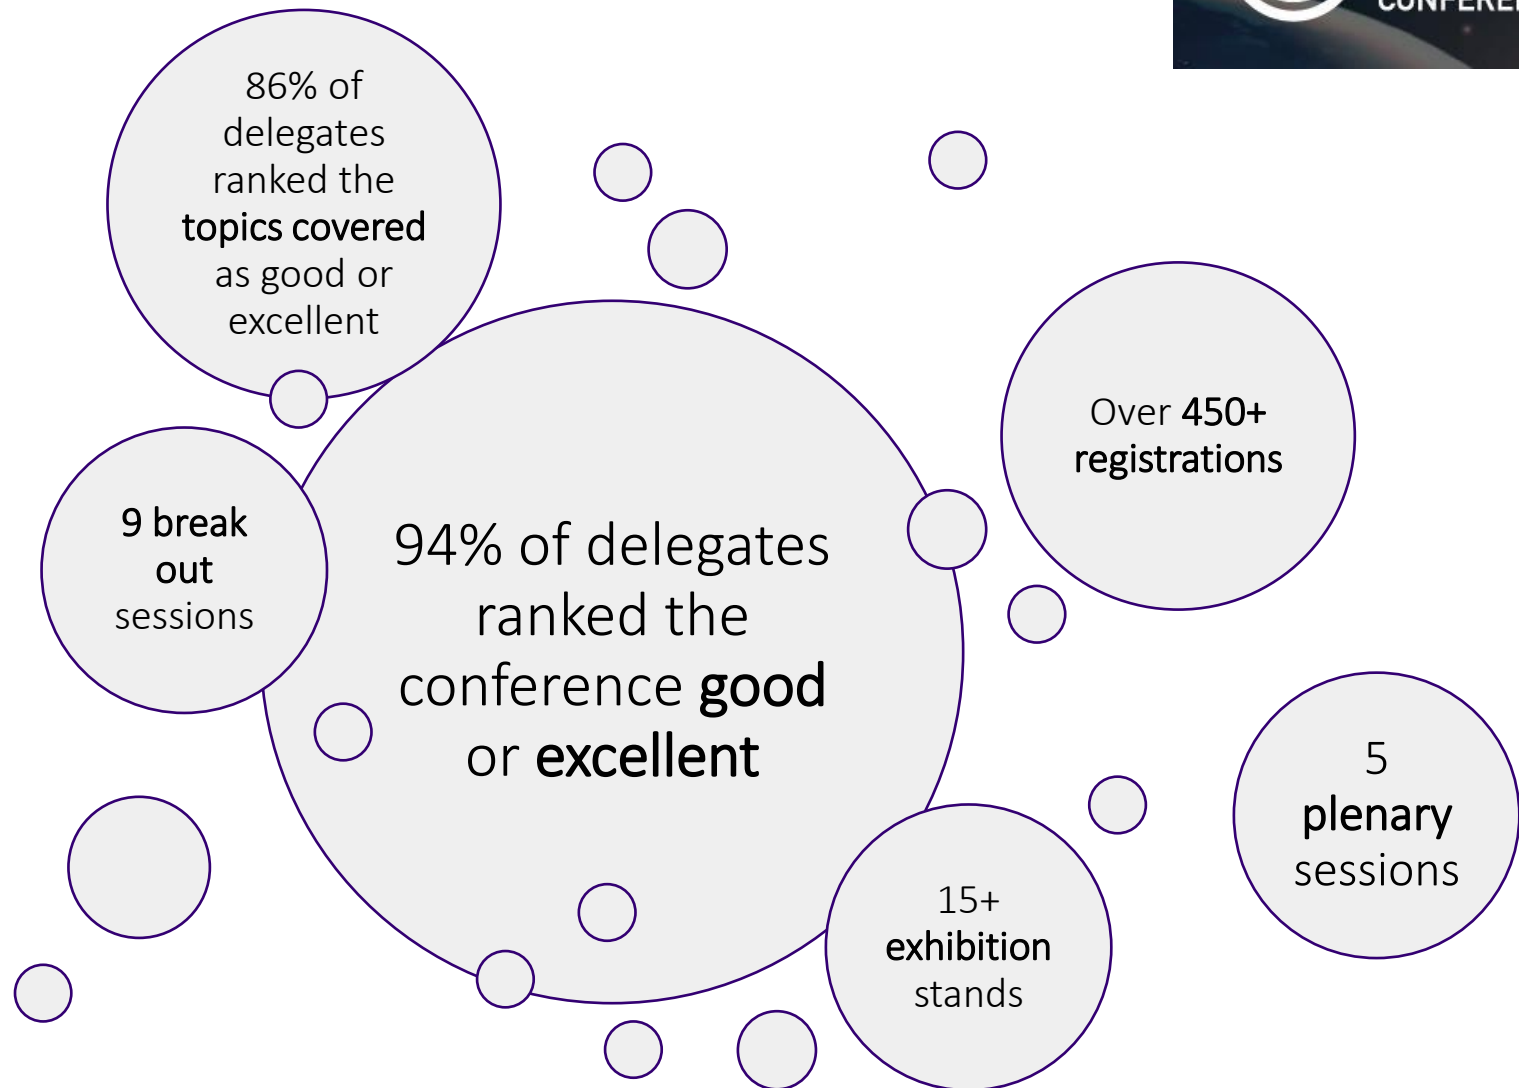 86% of
delegates
ranked the
topics covered
as good or
excellent
Over 450+
registrations
9 break
out
sessions
94% of delegates
ranked the
conference good
or excellent
5
plenary
sessions
15+
exhibition
stands